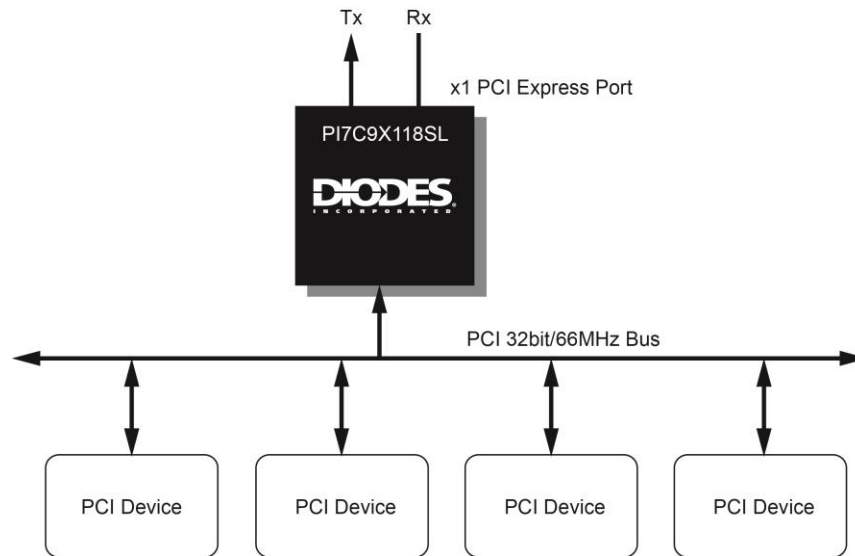 Tx Rx
x1 PCI Express Port
PI7C9X118SL
DIODES®
INCORPORATED
PCI 32bit/66MHz Bus
PCI Device PCI Device PCI Device PCI Device